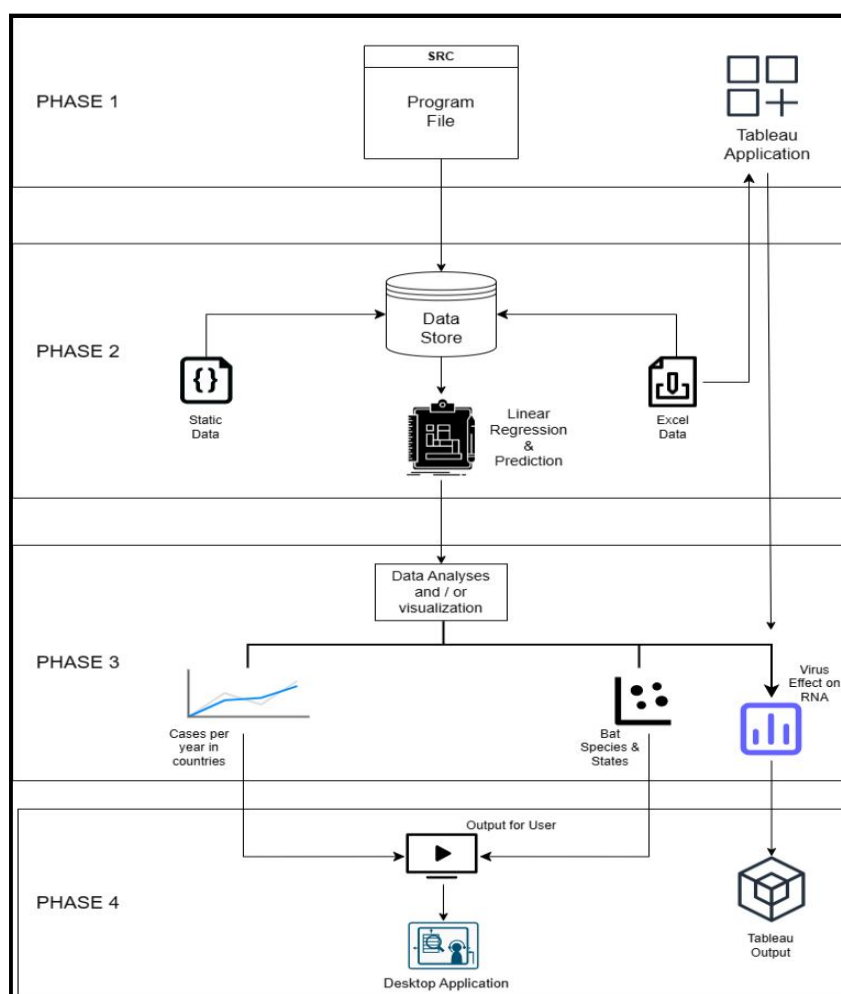 SRC
PHASE 1
Program
File
Tableau
Application
PHASE 2
Data
Store
Static
Data
Linear
Regression
&
Prediction
Excel
Data
Data Analyses
and / or
visualization
PHASE 3
Cases per
year in
countries
Bat
Species &
States
Virus
Effect on
RNA
PHASE 4
Output for User
Desktop Application
Tableau
Output